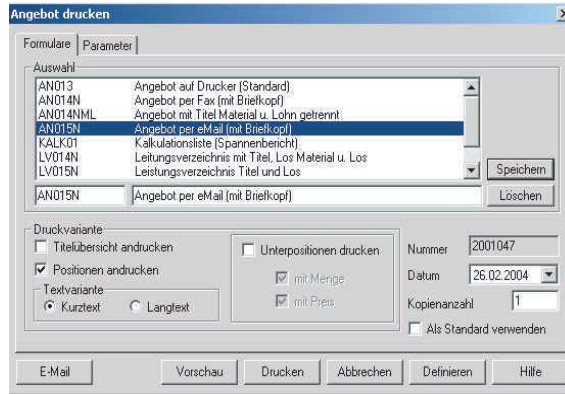 Angebot drucken
Formulare Parameter
Auswahl
AN013 Angebot auf Drucker (Standard)
AN014N Angebot per Fax (mit Briefkopf)
AN014NML Angebot mit Titel Material u. Lohn getrennt
AN015N Angebot per eMail (mit Briefkopf)
KALK01 Kalkulationsliste (Spannenbericht)
LV014N Leitungsverzeichnis mit Titel, Los Material u. Los
LV015N Leistungsverzeichnis Titel und Los
Speichern
AN015N Angebot per eMail (mit Briefkopf) Löschen
Druckvariante
Titelübersicht andrucken
Positionen andrucken
Textvariante
Kurztext Langtext
Unterpositionen drucken
mit Menge
mit Preis
Nummer 2001047
Datum 26.02.2004
Kopienanzahl 1
Als Standard verwenden
E-Mail Vorschau Drucken Abbrechen Definieren Hilfe